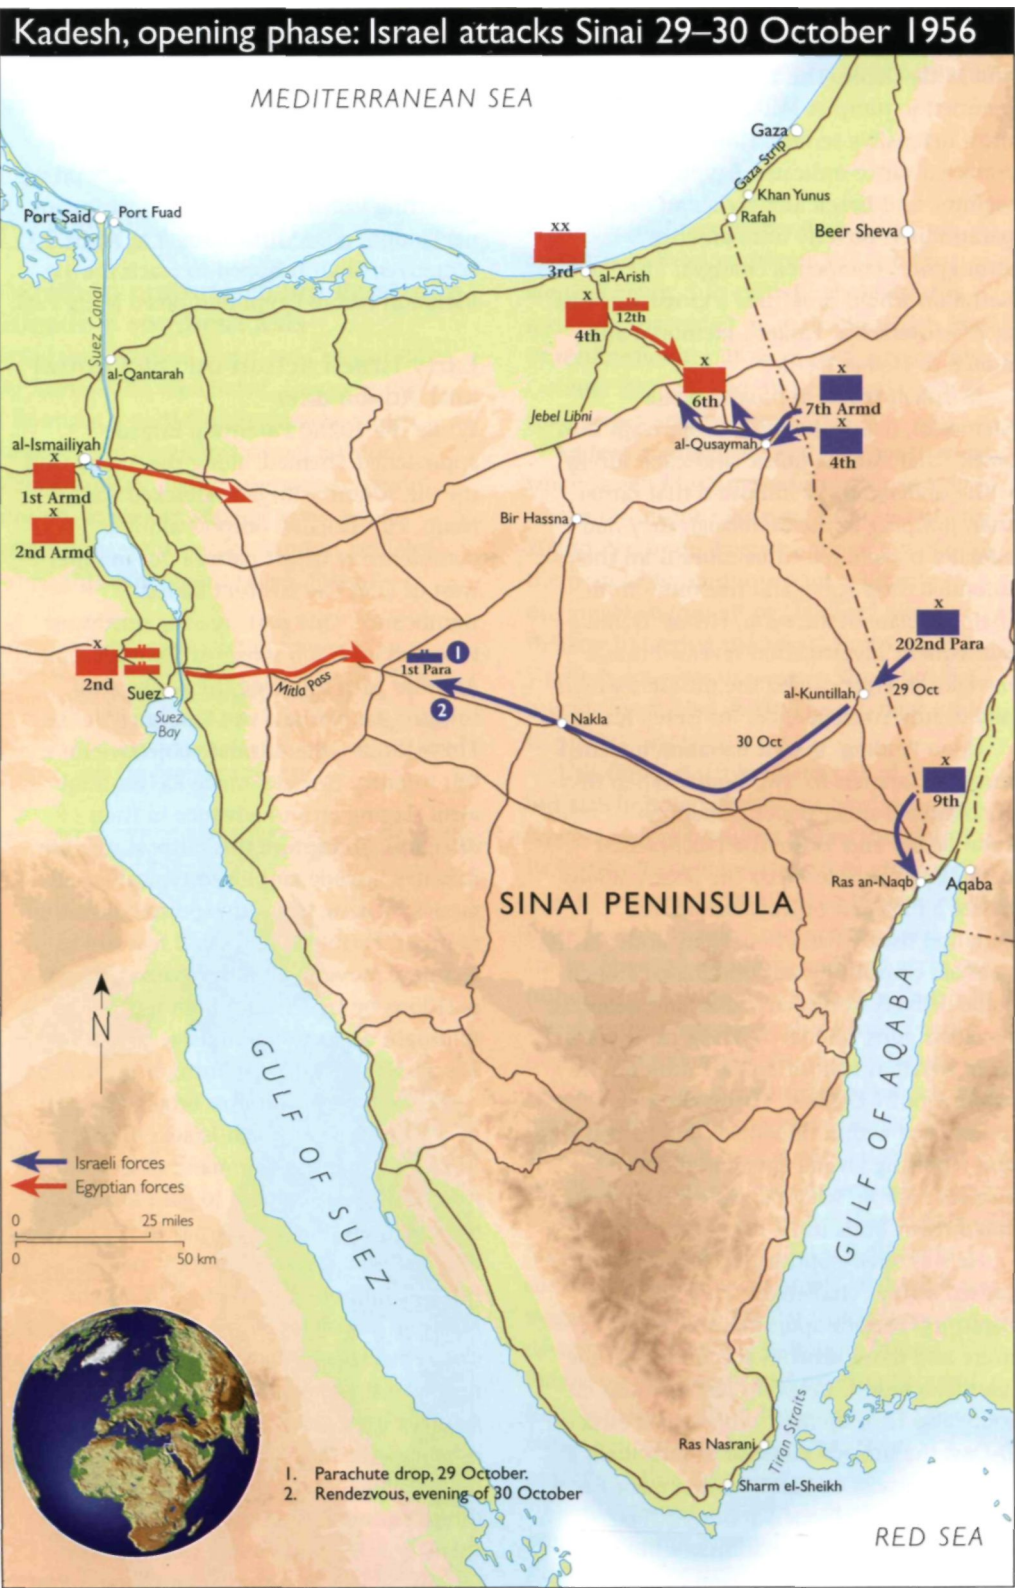 Kadesh, opening phase: Israel attacks Sinai 29–30 October 1956
MEDITERRANEAN SEA
Gaza
Gaza Strip
Khan Yunus
Rafah
Port Said
Port Fuad
Beer Sheva
xx
3rd
al-Arish
x
4th
12th
Suez Canal
al-Qantarah
x
6th
x
7th Armd
Jebel Libni
al-Qusaymah
x
4th
al-Ismailiyah
x
1st Armd
x
2nd Armd
Bir Hassna
x
202nd Para
x
2nd
1st Para
1
2
Mitla Pass
Suez
Suez
Bay
al-Kuntillah
29 Oct
Nakla
30 Oct
x
9th
Ras an-Naqb
Aqaba
SINAI PENINSULA
N
GULF OF SUEZ
GULF OF AQABA
Israeli forces
Egyptian forces
0
25 miles
0
50 km
Ras Nasrani
Tiran Straits
Sharm el-Sheikh
1. Parachute drop, 29 October.
2. Rendezvous, evening of 30 October
RED SEA